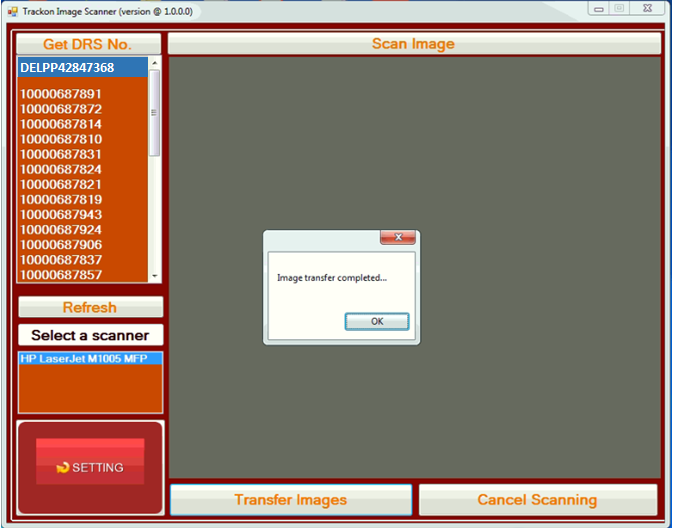 Trackon Image Scanner (version @ 1.0.0.0)
Get DRS No.
Scan Image
DELPP42847368
10000687891
10000687872
10000687814
10000687810
10000687831
10000687824
10000687821
10000687819
10000687943
10000687924
10000687906
10000687837
10000687857
Image transfer completed...
OK
Refresh
Select a scanner
HP LaserJet M1005 MFP
SETTING
Transfer Images
Cancel Scanning